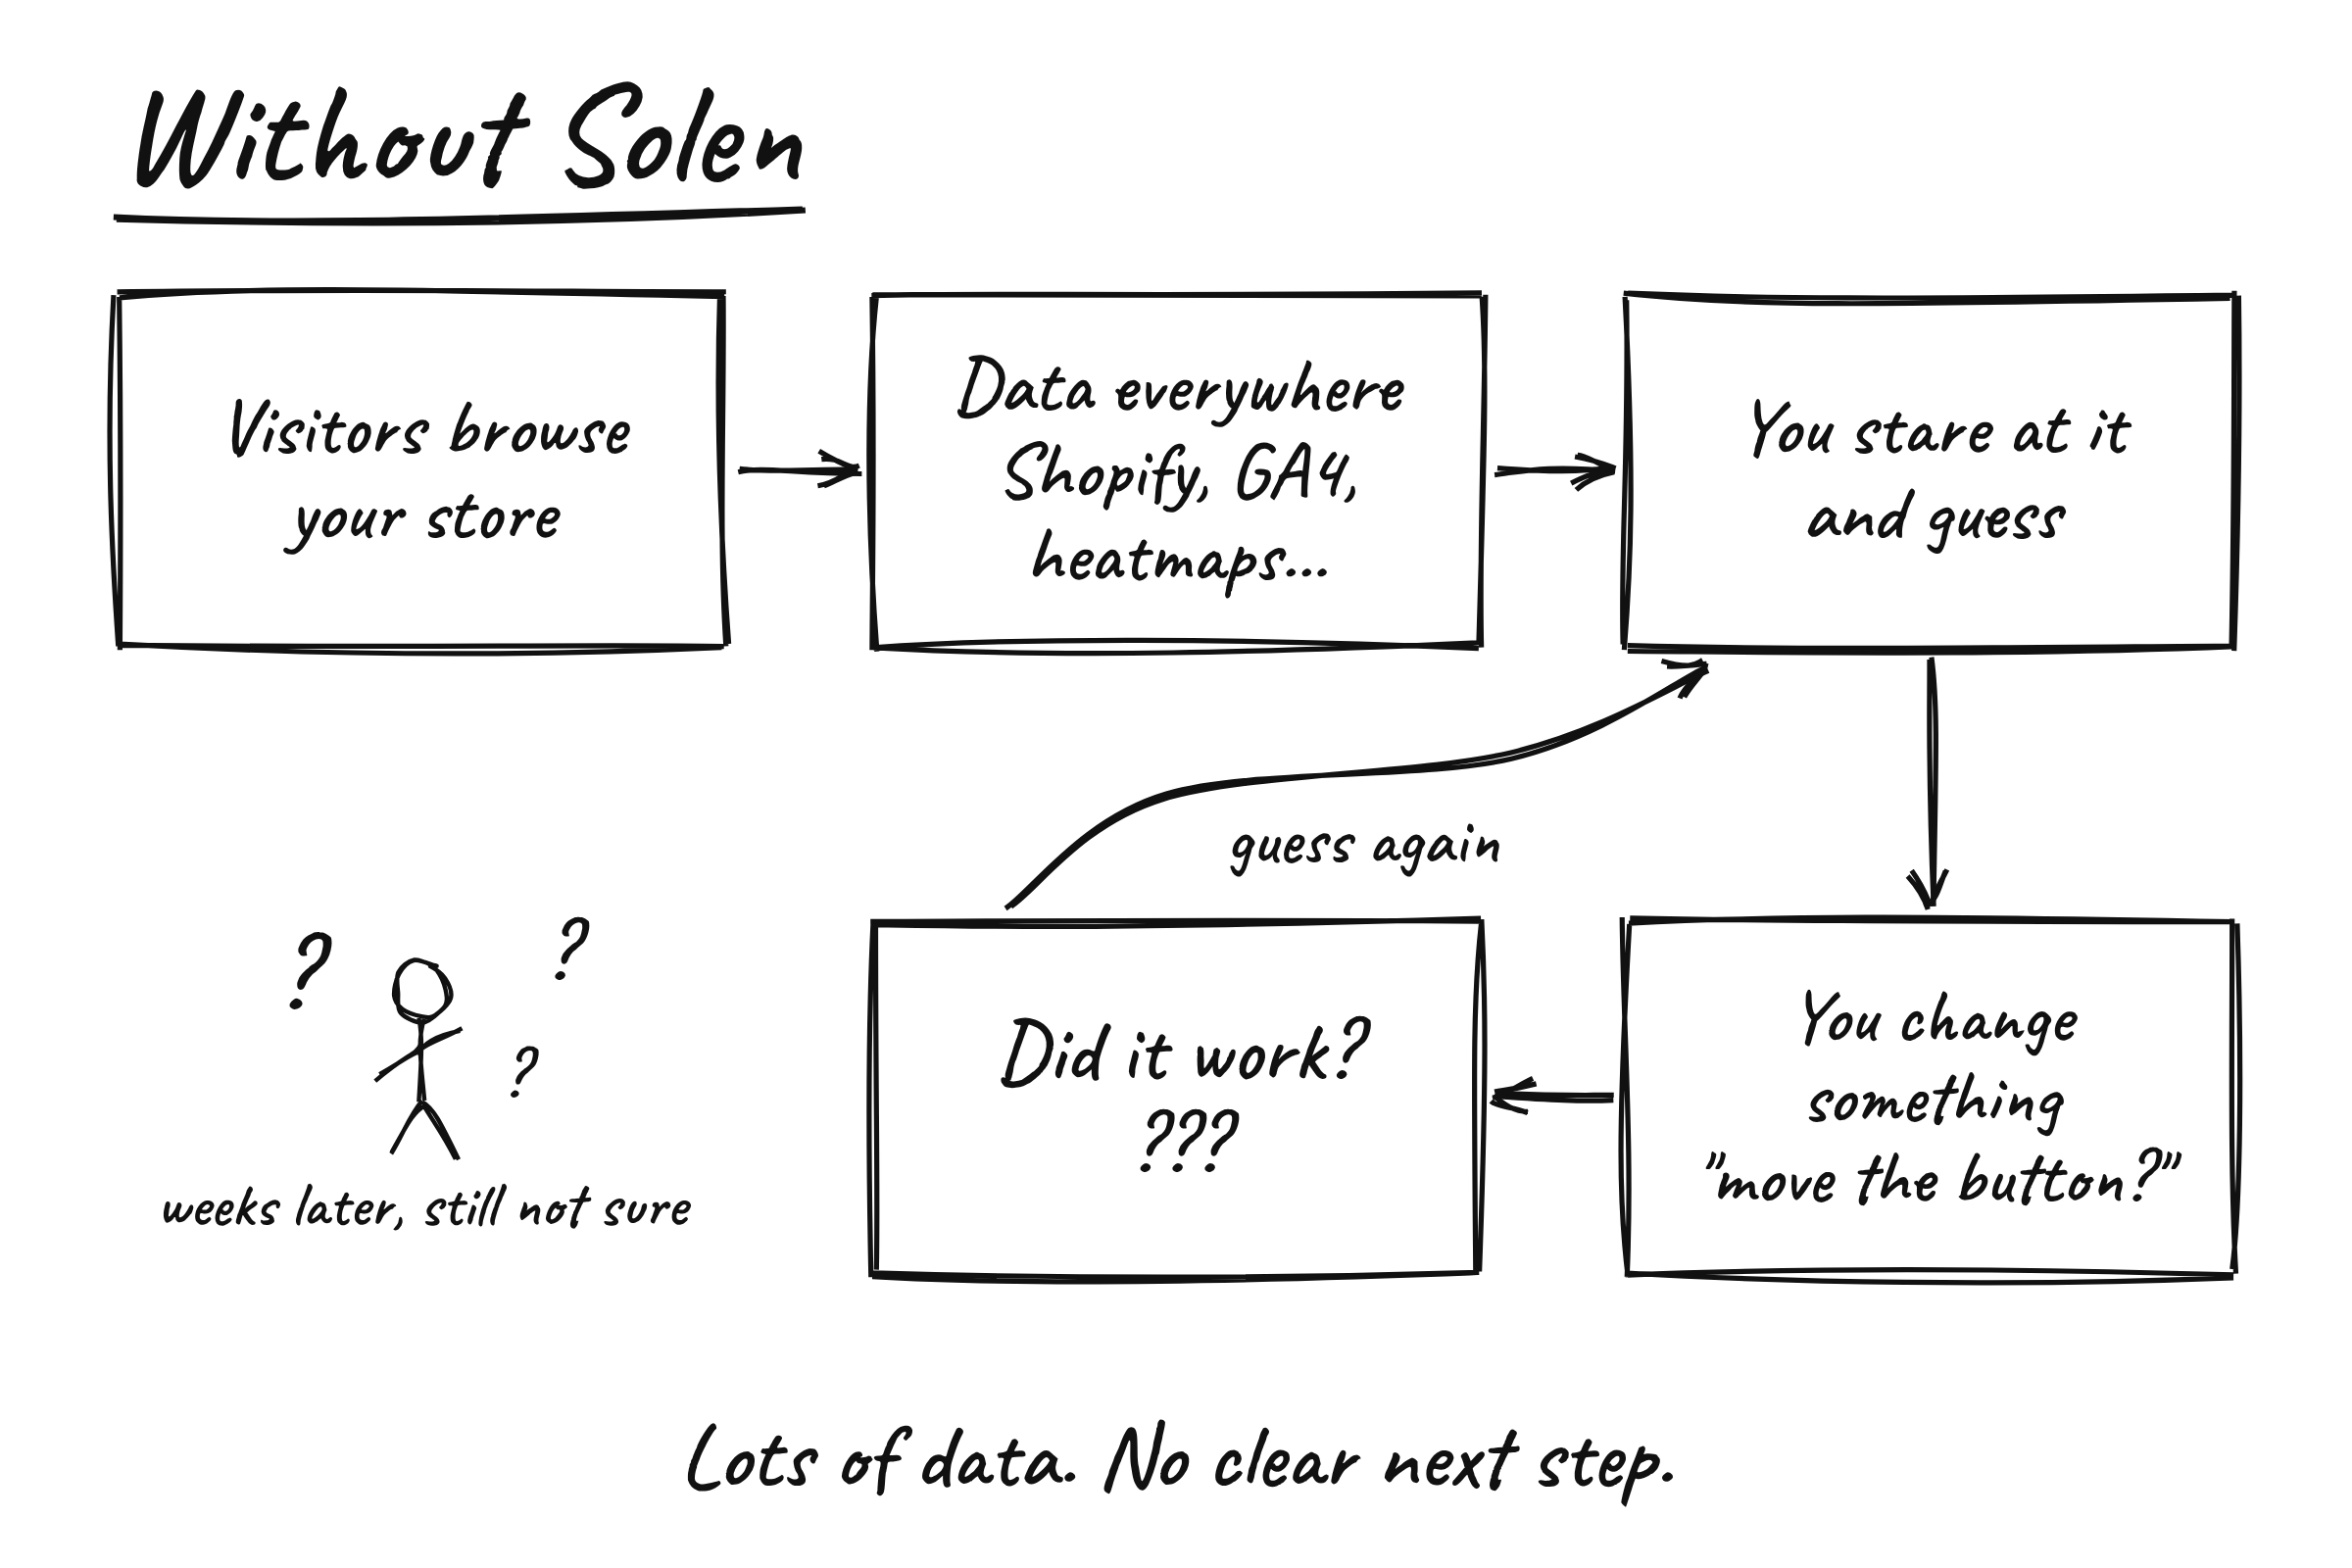 Without Solen
Visitors browse
your store
Data everywhere
Shopify, GA4,
heatmaps...
You stare at it
and guess
guess again
You change
something
"move the button?"
Did it work?
???
?
?
?
weeks later, still not sure
Lots of data. No clear next step.